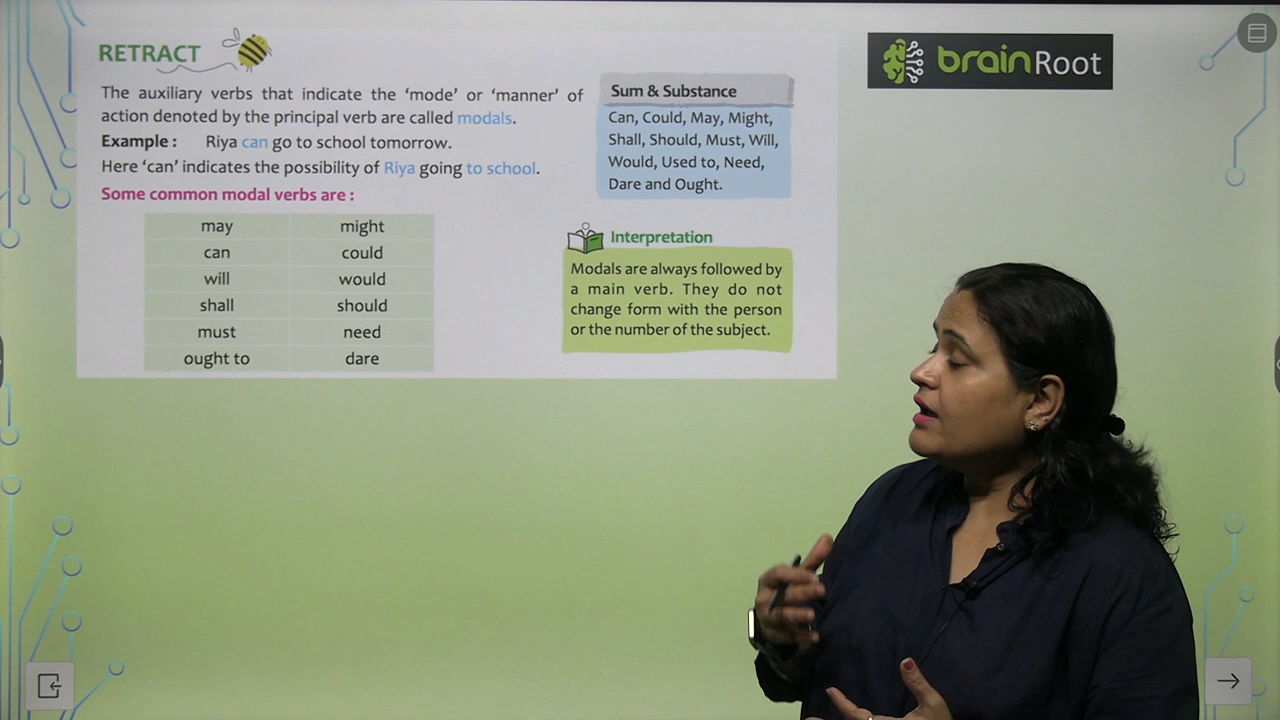 RETRACT
The auxiliary verbs that indicate the ‘mode’ or ‘manner’ of
action denoted by the principal verb are called modals.
Example : Riya can go to school tomorrow.
Here ‘can’ indicates the possibility of Riya going to school.
Some common modal verbs are :
may might
can could
will would
shall should
must need
ought to dare
Sum & Substance
Can, Could, May, Might,
Shall, Should, Must, Will,
Would, Used to, Need,
Dare and Ought.
Interpretation
Modals are always followed by
a main verb. They do not
change form with the person
or the number of the subject.
brainRoot